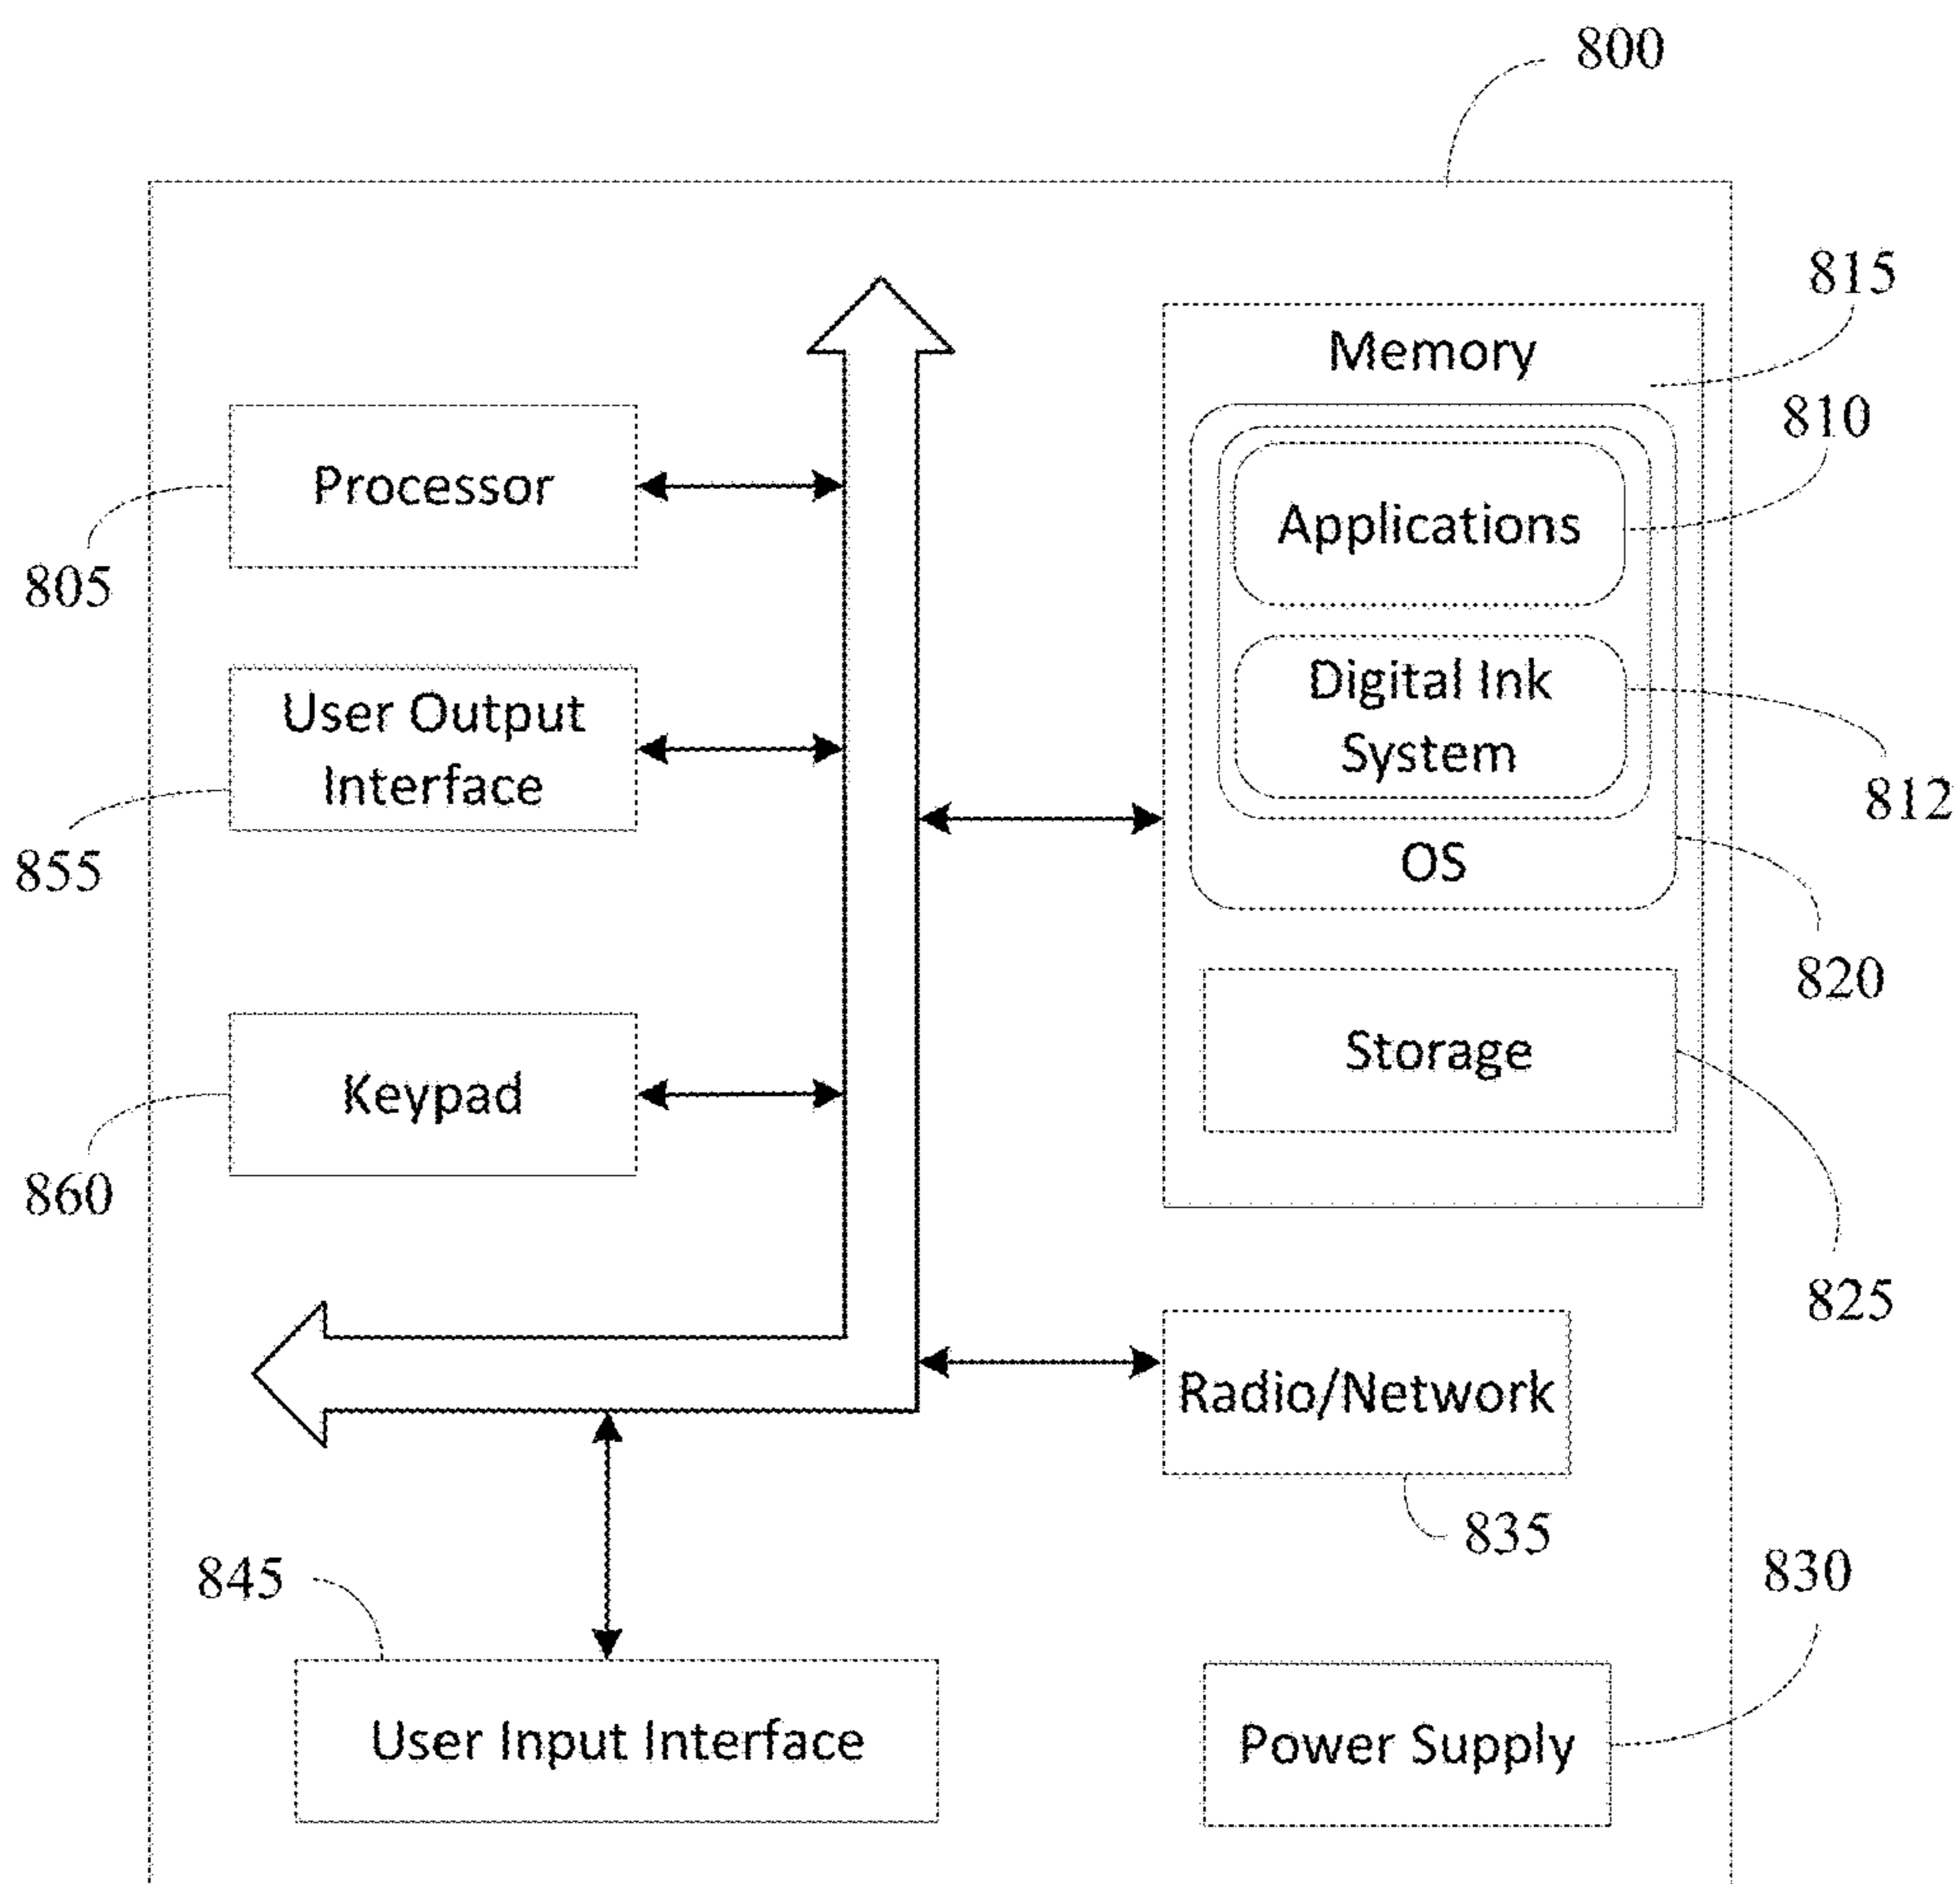 800
815
Memory
810
Processor
Applications
805
User Output
Interface
Digital Ink
System
812
855
OS
820
Storage
Keypad
860
825
Radio/Network
835
845
830
User Input Interface
Power Supply